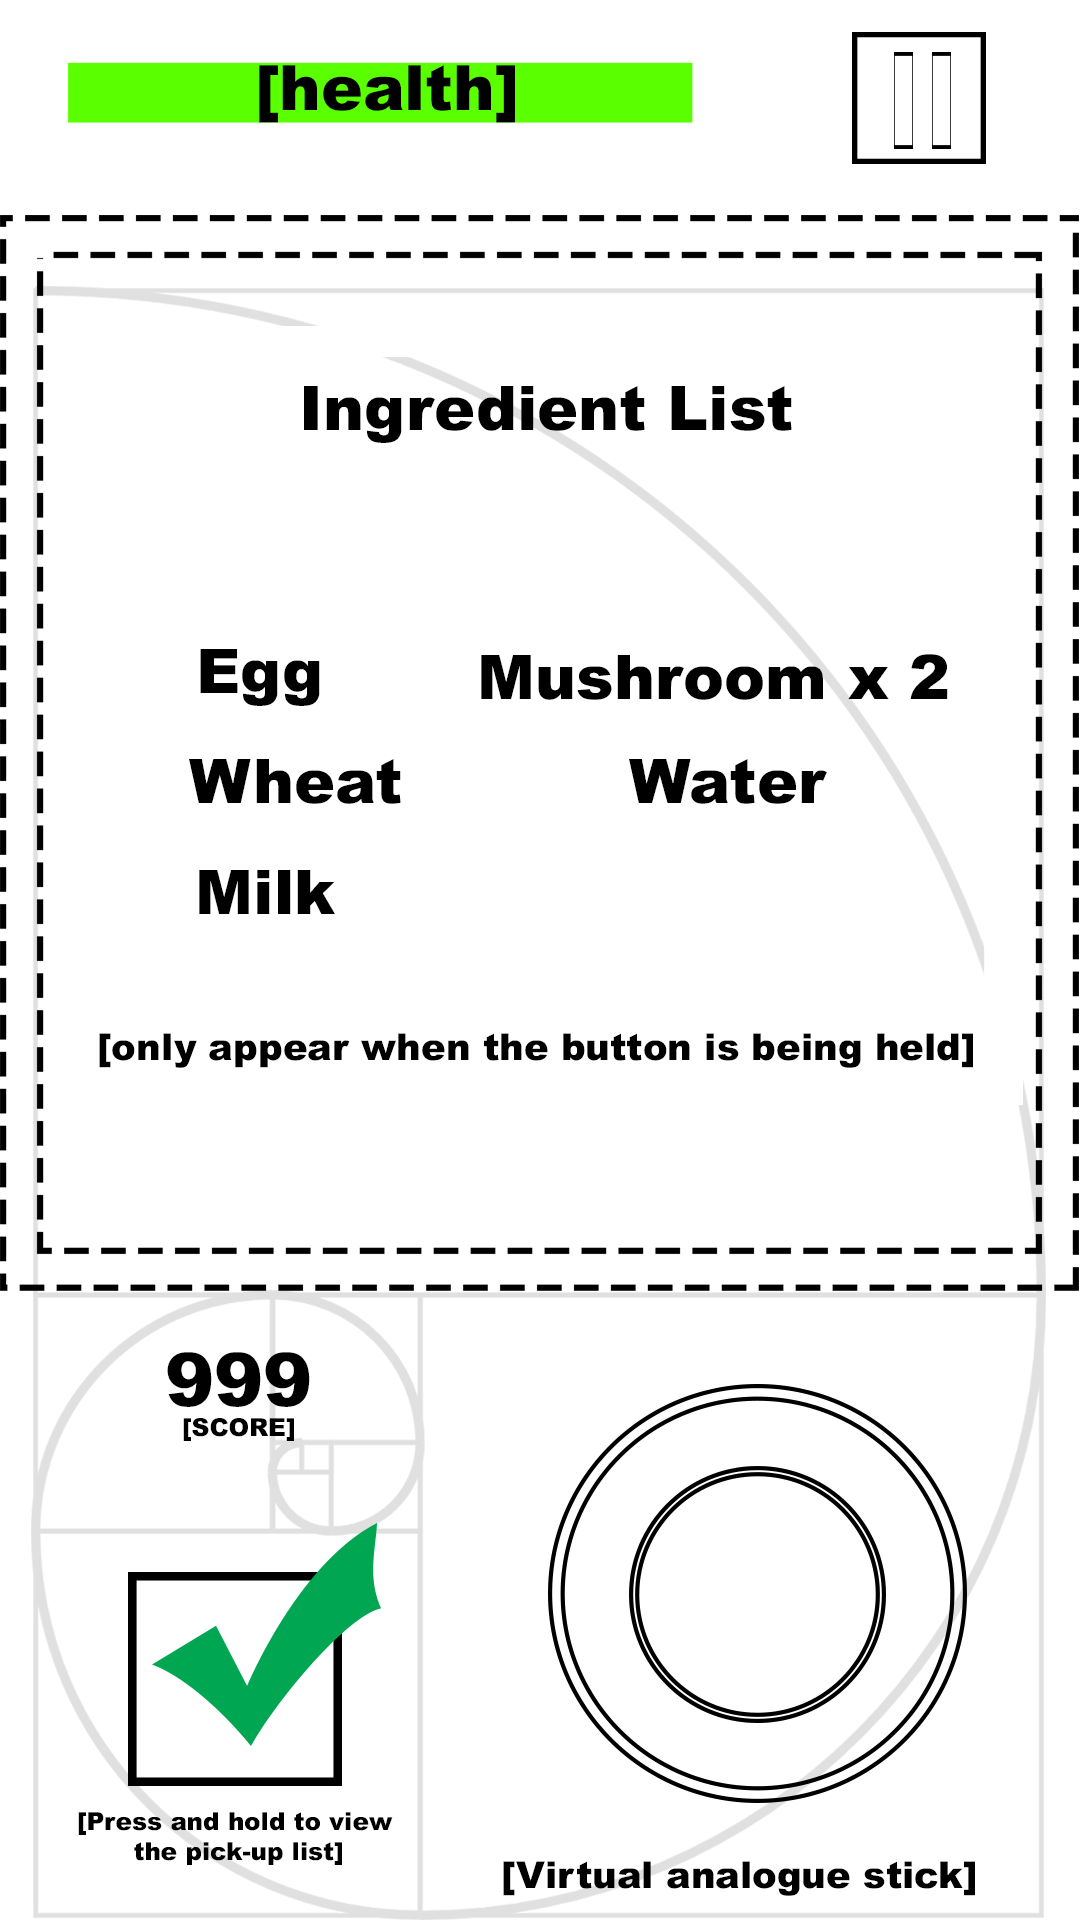 [health]
Ingredient List
Egg
Mushroom x 2
Wheat
Water
Milk
[only appear when the button is being held]
999
[SCORE]
[Press and hold to view
the pick-up list]
[Virtual analogue stick]